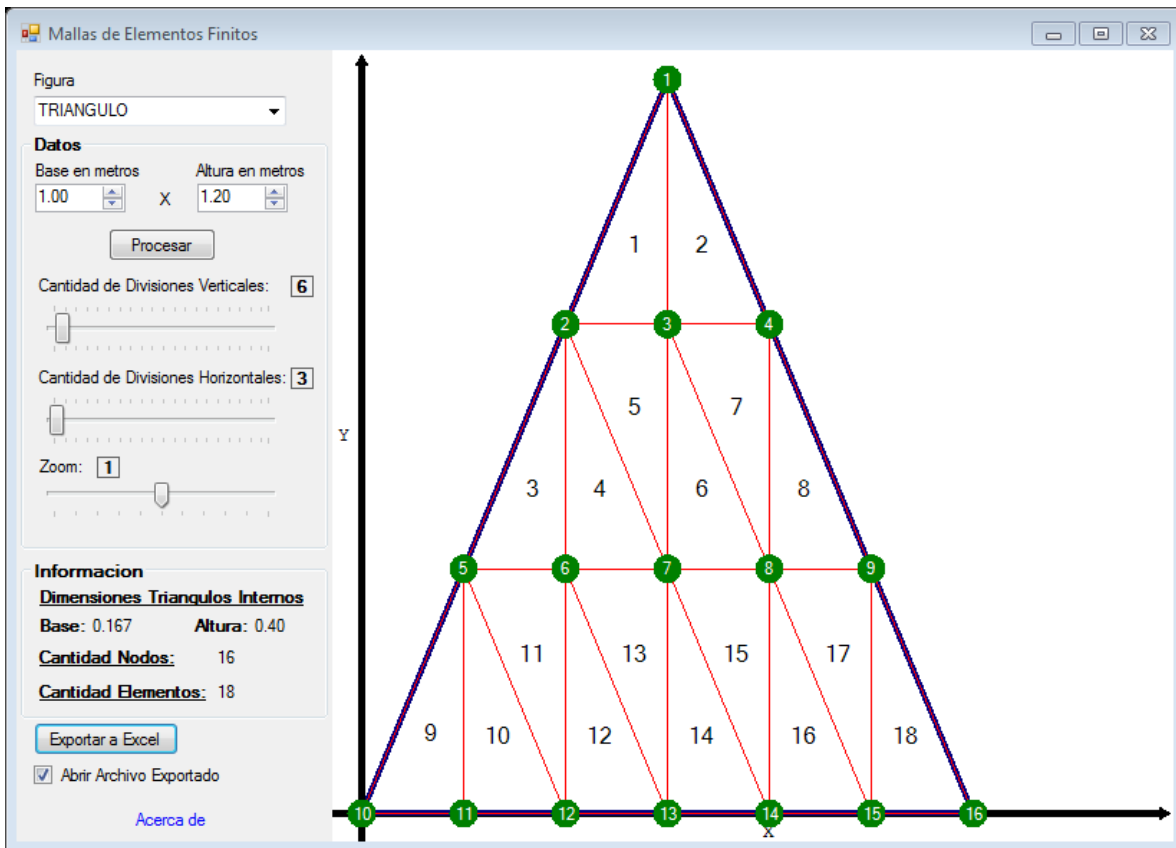 Mallas de Elementos Finitos
Figura
TRIANGULO
Datos
Base en metros Altura en metros
1.00 X 1.20
Procesar
Cantidad de Divisiones Verticales: 6
Cantidad de Divisiones Horizontales: 3
Zoom: 1
Informacion
Dimensiones Triangulos Internos
Base: 0.167 Altura: 0.40
Cantidad Nodos: 16
Cantidad Elementos: 18
Exportar a Excel
Abrir Archivo Exportado
Acerca de
1
1 2
2 3 4
5 7
Y
3 4 6 8
5 6 7 8 9
11 13 15 17
9 10 12 14 16 18
10 11 12 13 14 15 16
X